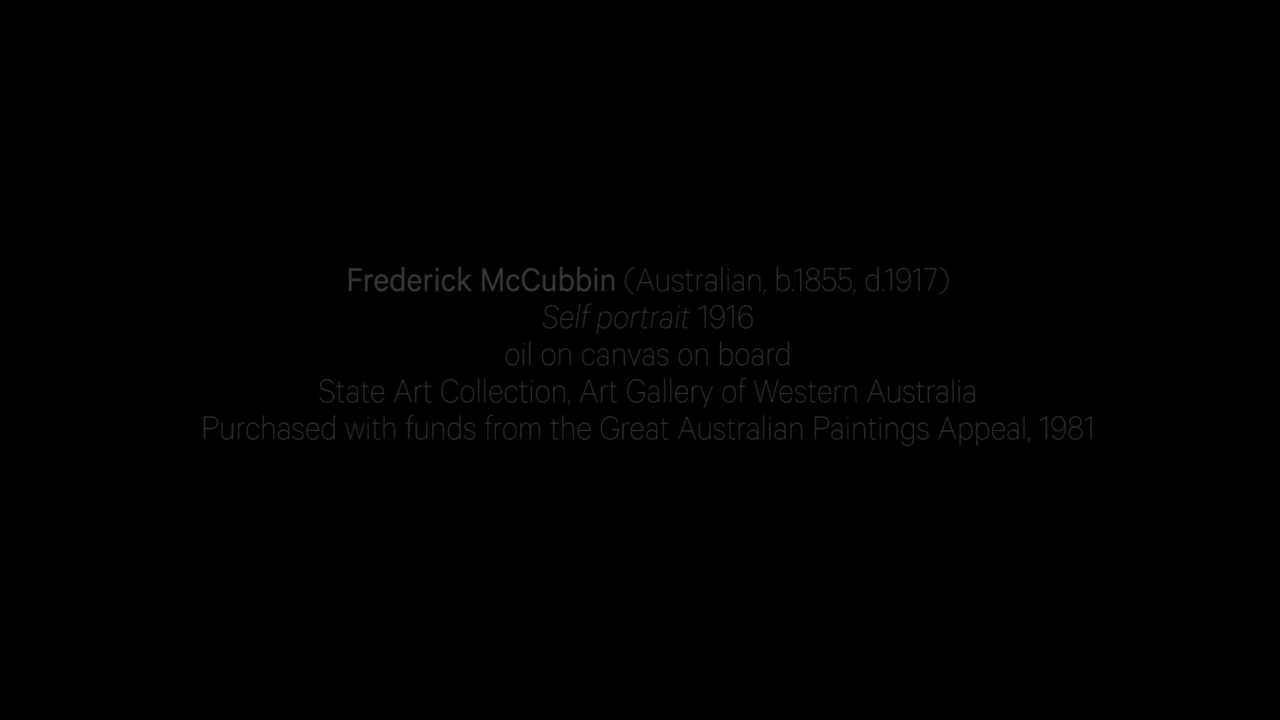 Frederick McCubbin (Australian, b.1855, d.1917)
Self portrait 1916
oil on canvas on board
State Art Collection, Art Gallery of Western Australia
Purchased with funds from the Great Australian Paintings Appeal, 1981